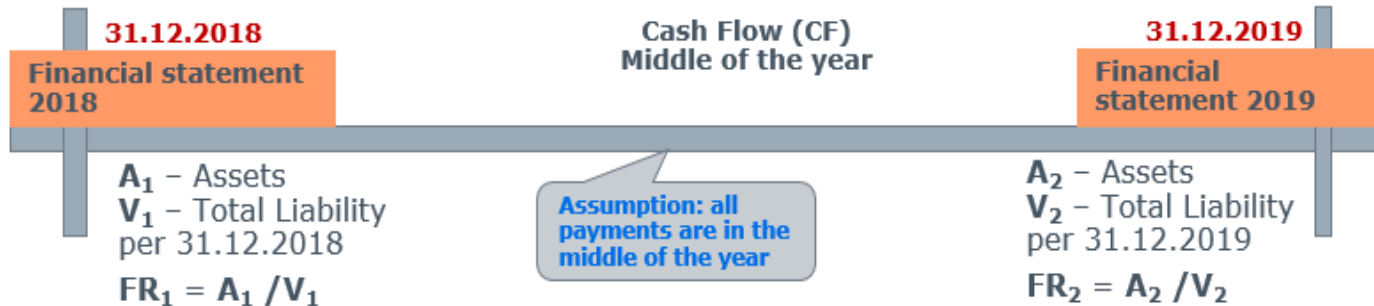 31.12.2018
Financial statement
2018
A₁ – Assets
V₁ – Total Liability
per 31.12.2018
FR₁ = A₁ /V₁
Cash Flow (CF)
Middle of the year
Assumption: all
payments are in the
middle of the year
31.12.2019
Financial
statement 2019
A₂ – Assets
V₂ – Total Liability
per 31.12.2019
FR₂ = A₂ /V₂